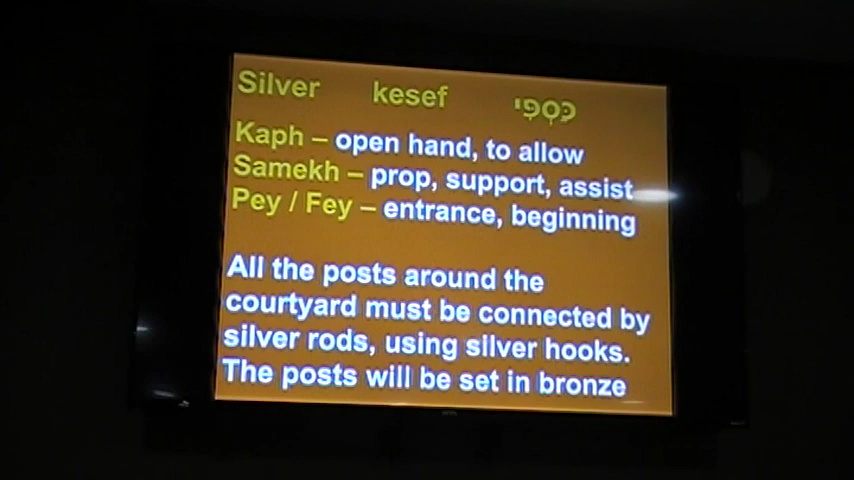 Silver kesef כספי
Kaph – open hand, to allow
Samekh – prop, support, assist
Pey / Fey – entrance, beginning
All the posts around the
courtyard must be connected by
silver rods, using silver hooks.
The posts will be set in bronze